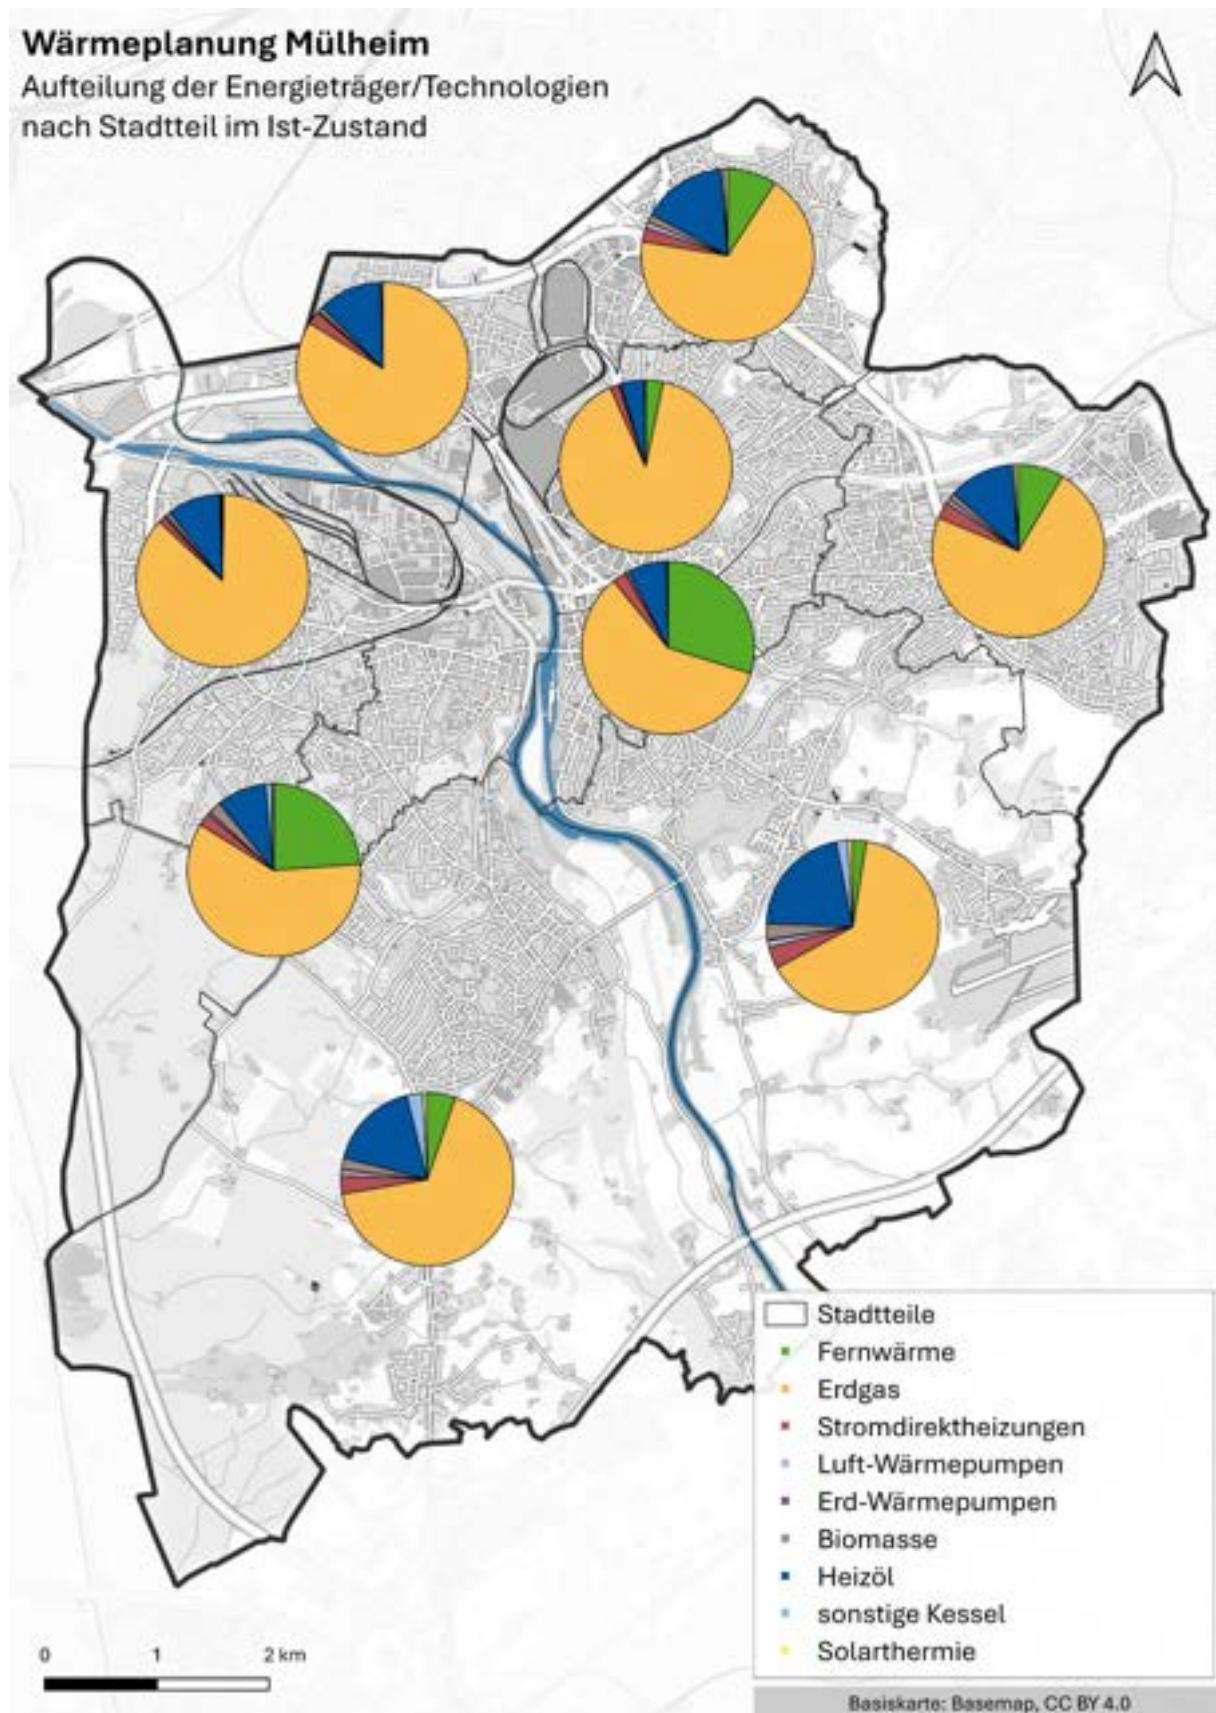 Wärmeplanung Mülheim
Aufteilung der Energieträger/Technologien
nach Stadtteil im Ist-Zustand
Stadtteile
Fernwärme
Erdgas
Stromdirektheizungen
Luft-Wärmepumpen
Erd-Wärmepumpen
Biomasse
Heizöl
sonstige Kessel
Solarthermie
0 1 2 km
Basiskarte: Basemap, CC BY 4.0